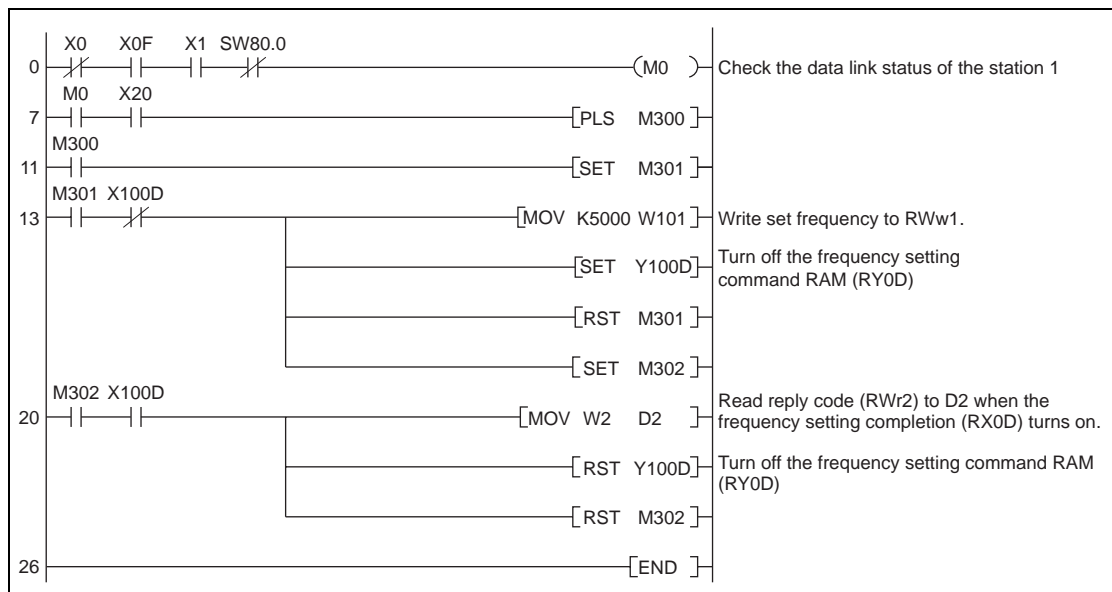 X0 X0F X1 SW80.0
0 M0 Check the data link status of the station 1
M0 X20
7 PLS M300
M300
11 SET M301
M301 X100D
13 MOV K5000 W101 Write set frequency to RWw1.
SET Y100D Turn off the frequency setting
command RAM (RY0D)
RST M301
SET M302
M302 X100D
20 MOV W2 D2 Read reply code (RWr2) to D2 when the
frequency setting completion (RX0D) turns on.
RST Y100D Turn off the frequency setting command RAM
(RY0D)
RST M302
26 END